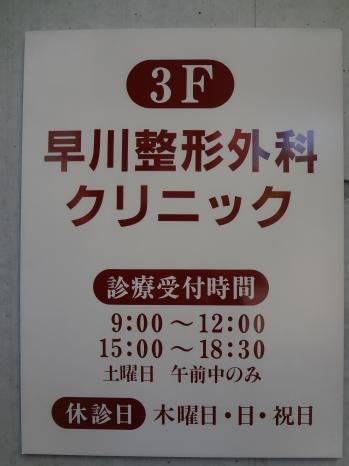 3F
早川整形外科
クリニック
診療受付時間
9:00～12:00
15:00～18:30
土曜日 午前中のみ
休診日 木曜日・日・祝日